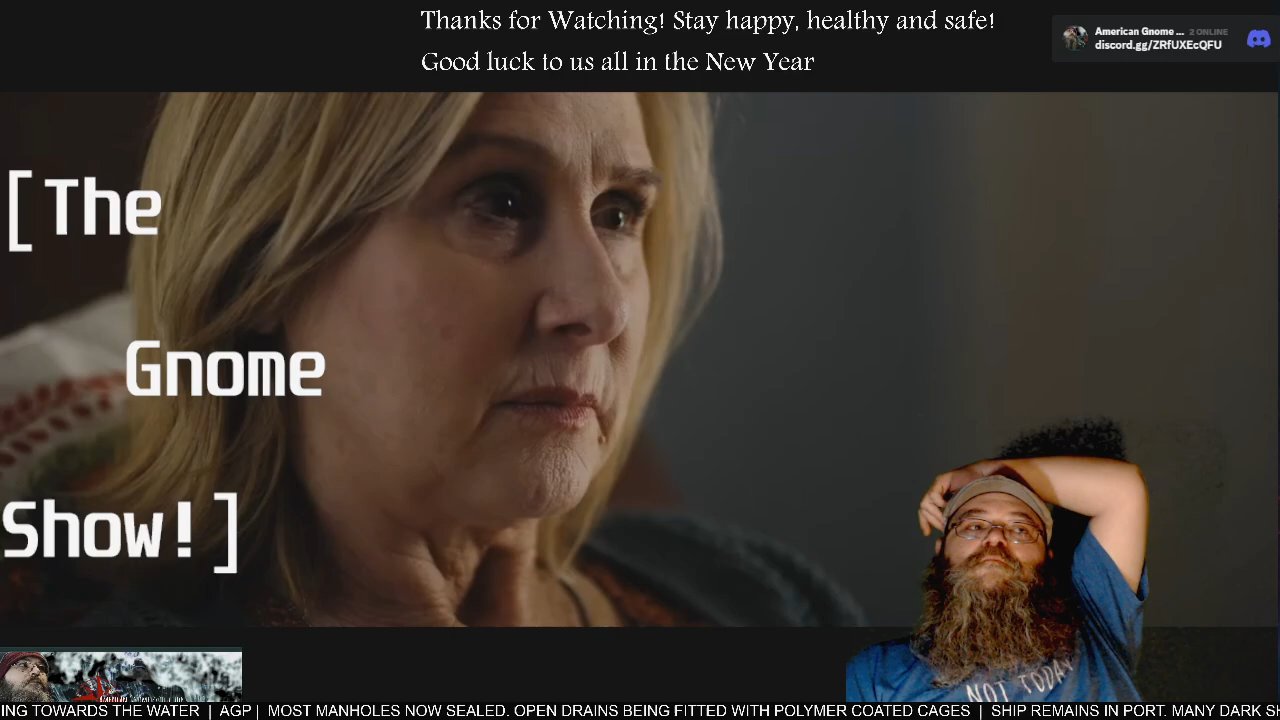 Thanks for Watching! Stay happy, healthy and safe!
Good luck to us all in the New Year
American Gnome ... 2 ONLINE
discord.gg/ZRfUXEcQFU
[The
Gnome
Show!]
NOT TODAY
ING TOWARDS THE WATER | AGP | MOST MANHOLES NOW SEALED. OPEN DRAINS BEING FITTED WITH POLYMER COATED CAGES | SHIP REMAINS IN PORT. MANY DARK SH